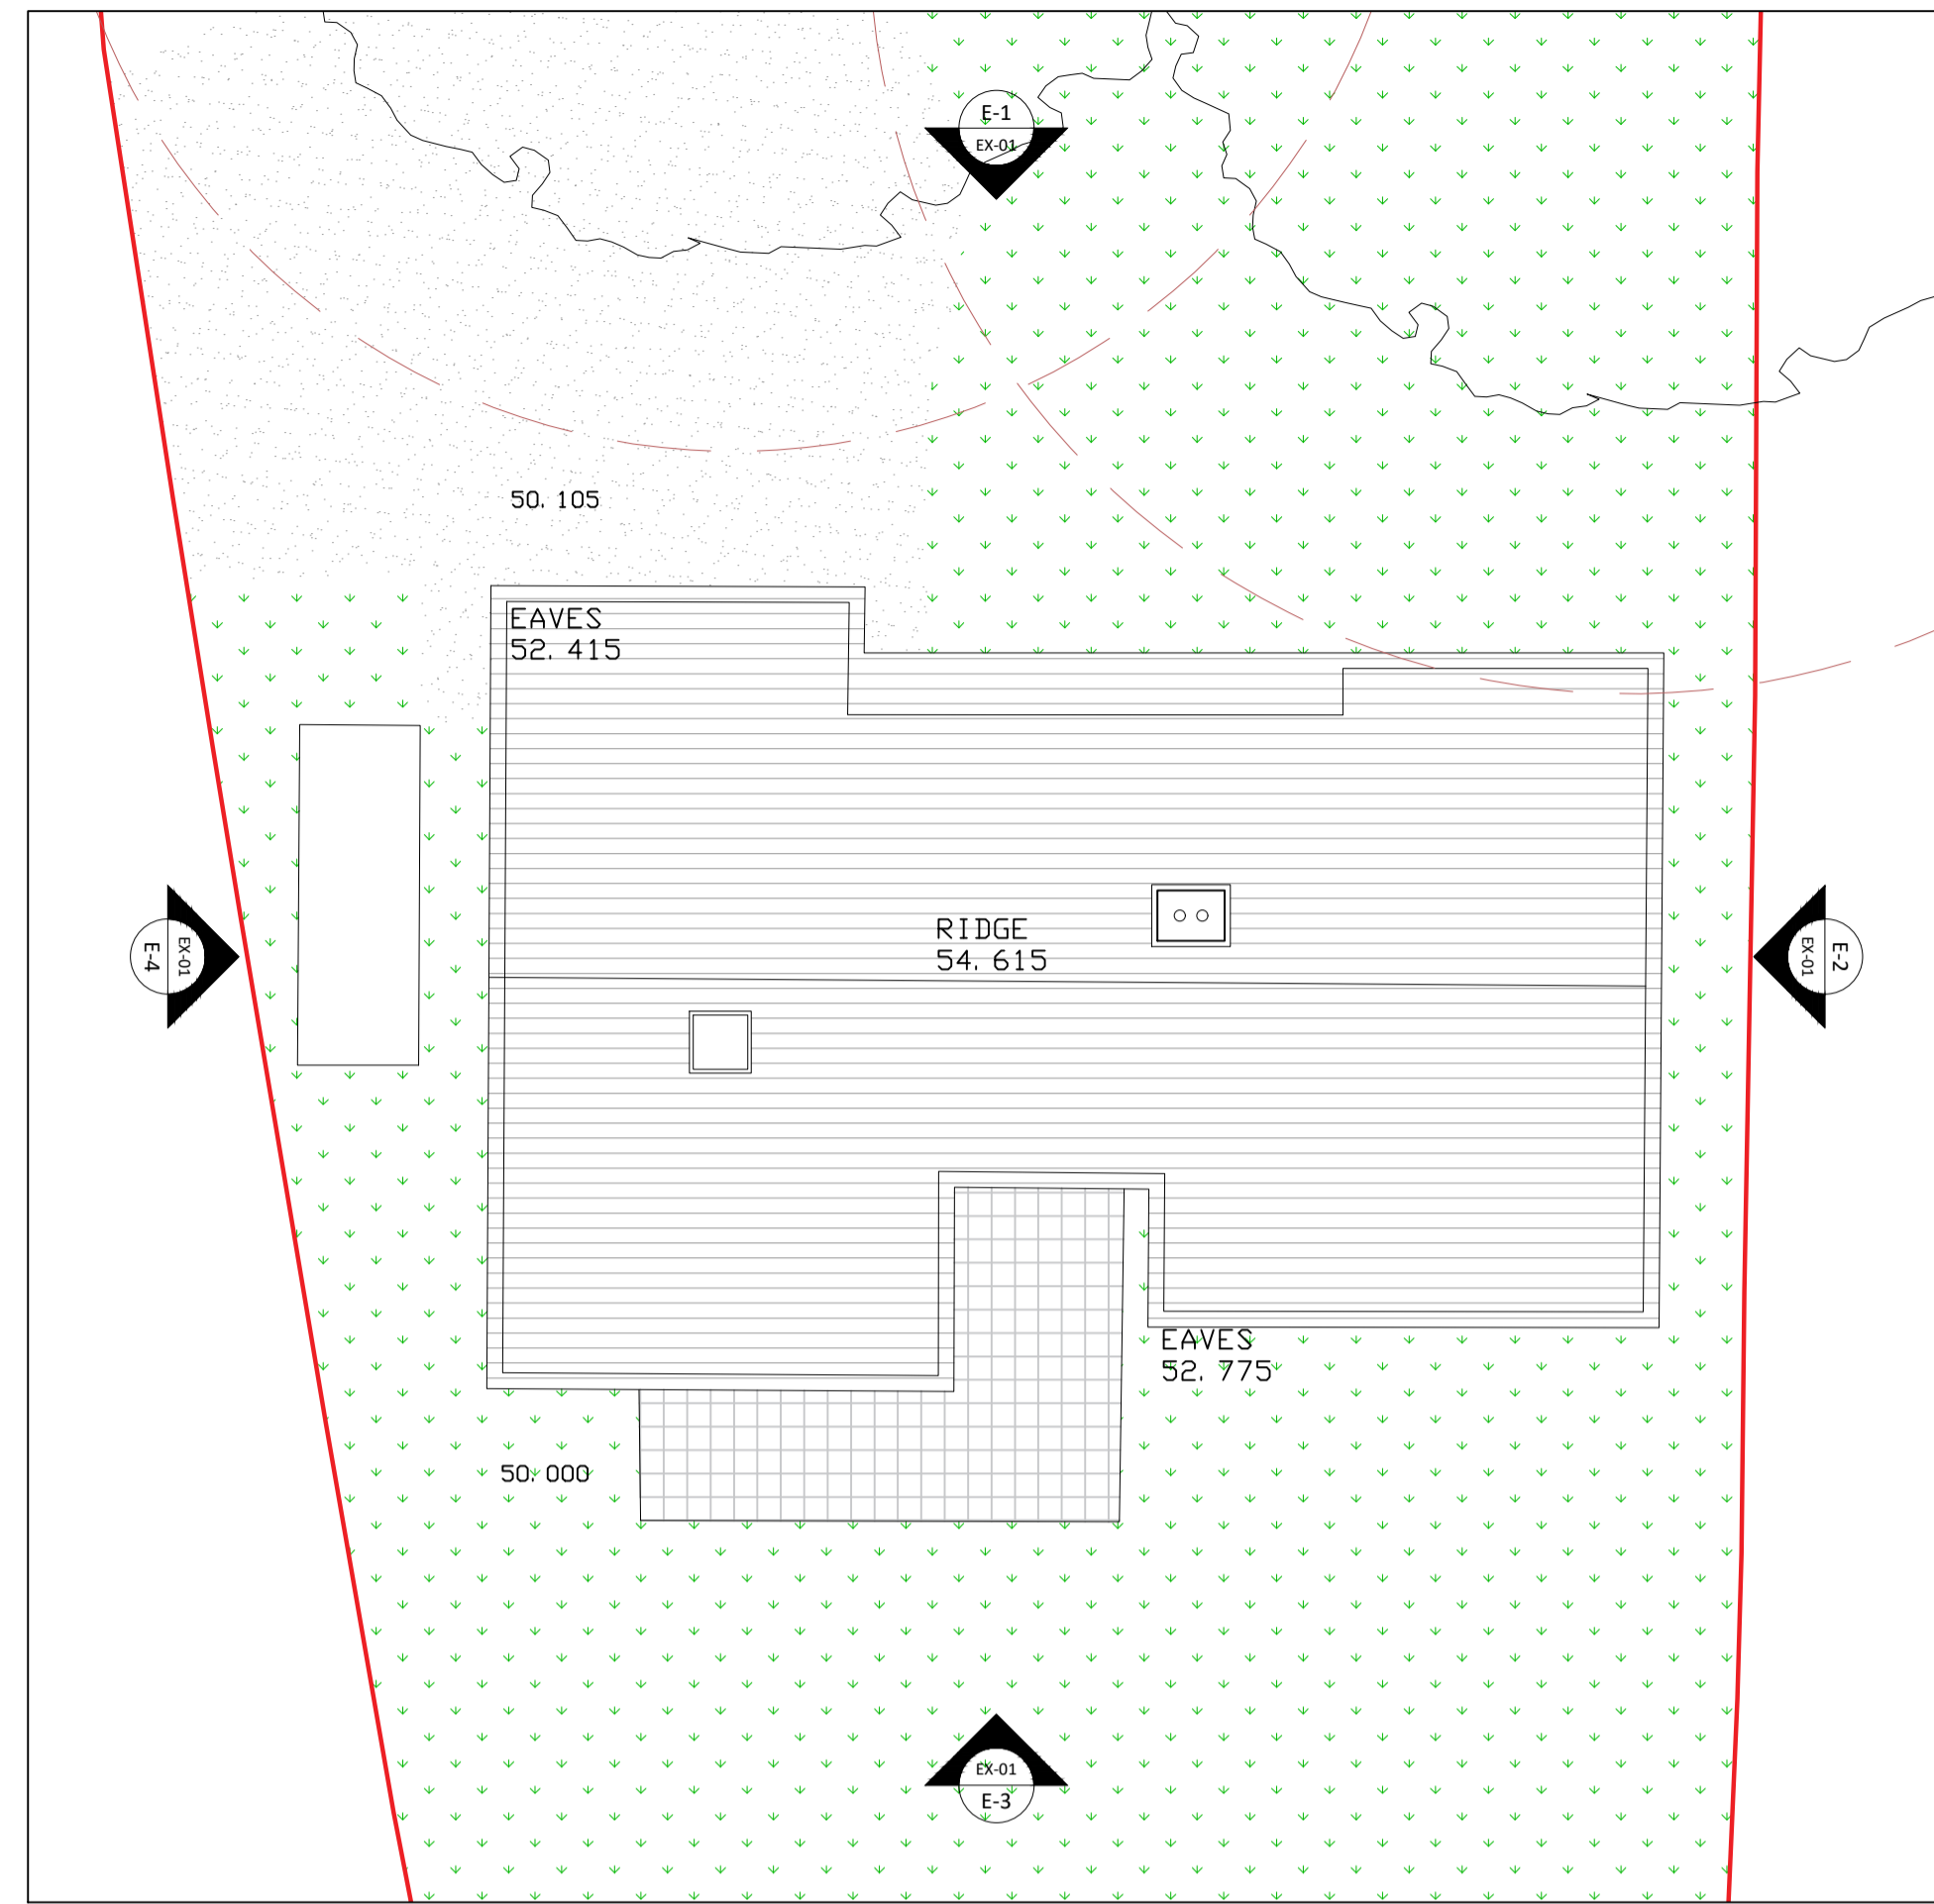 E-1
EX-01
50. 105
EAVES
52. 415
RIDGE
54. 615
E-4
EX-01
EX-01
E-2
EAVES
52. 775
50. 000
EX-01
E-3